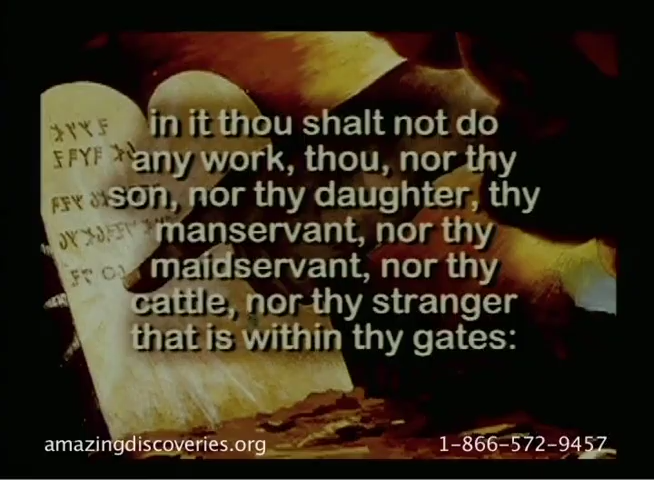 in it thou shalt not do
any work, thou, nor thy
son, nor thy daughter, thy
manservant, nor thy
maidservant, nor thy
cattle, nor thy stranger
that is within thy gates:
amazingdiscoveries.org
1-866-572-9457